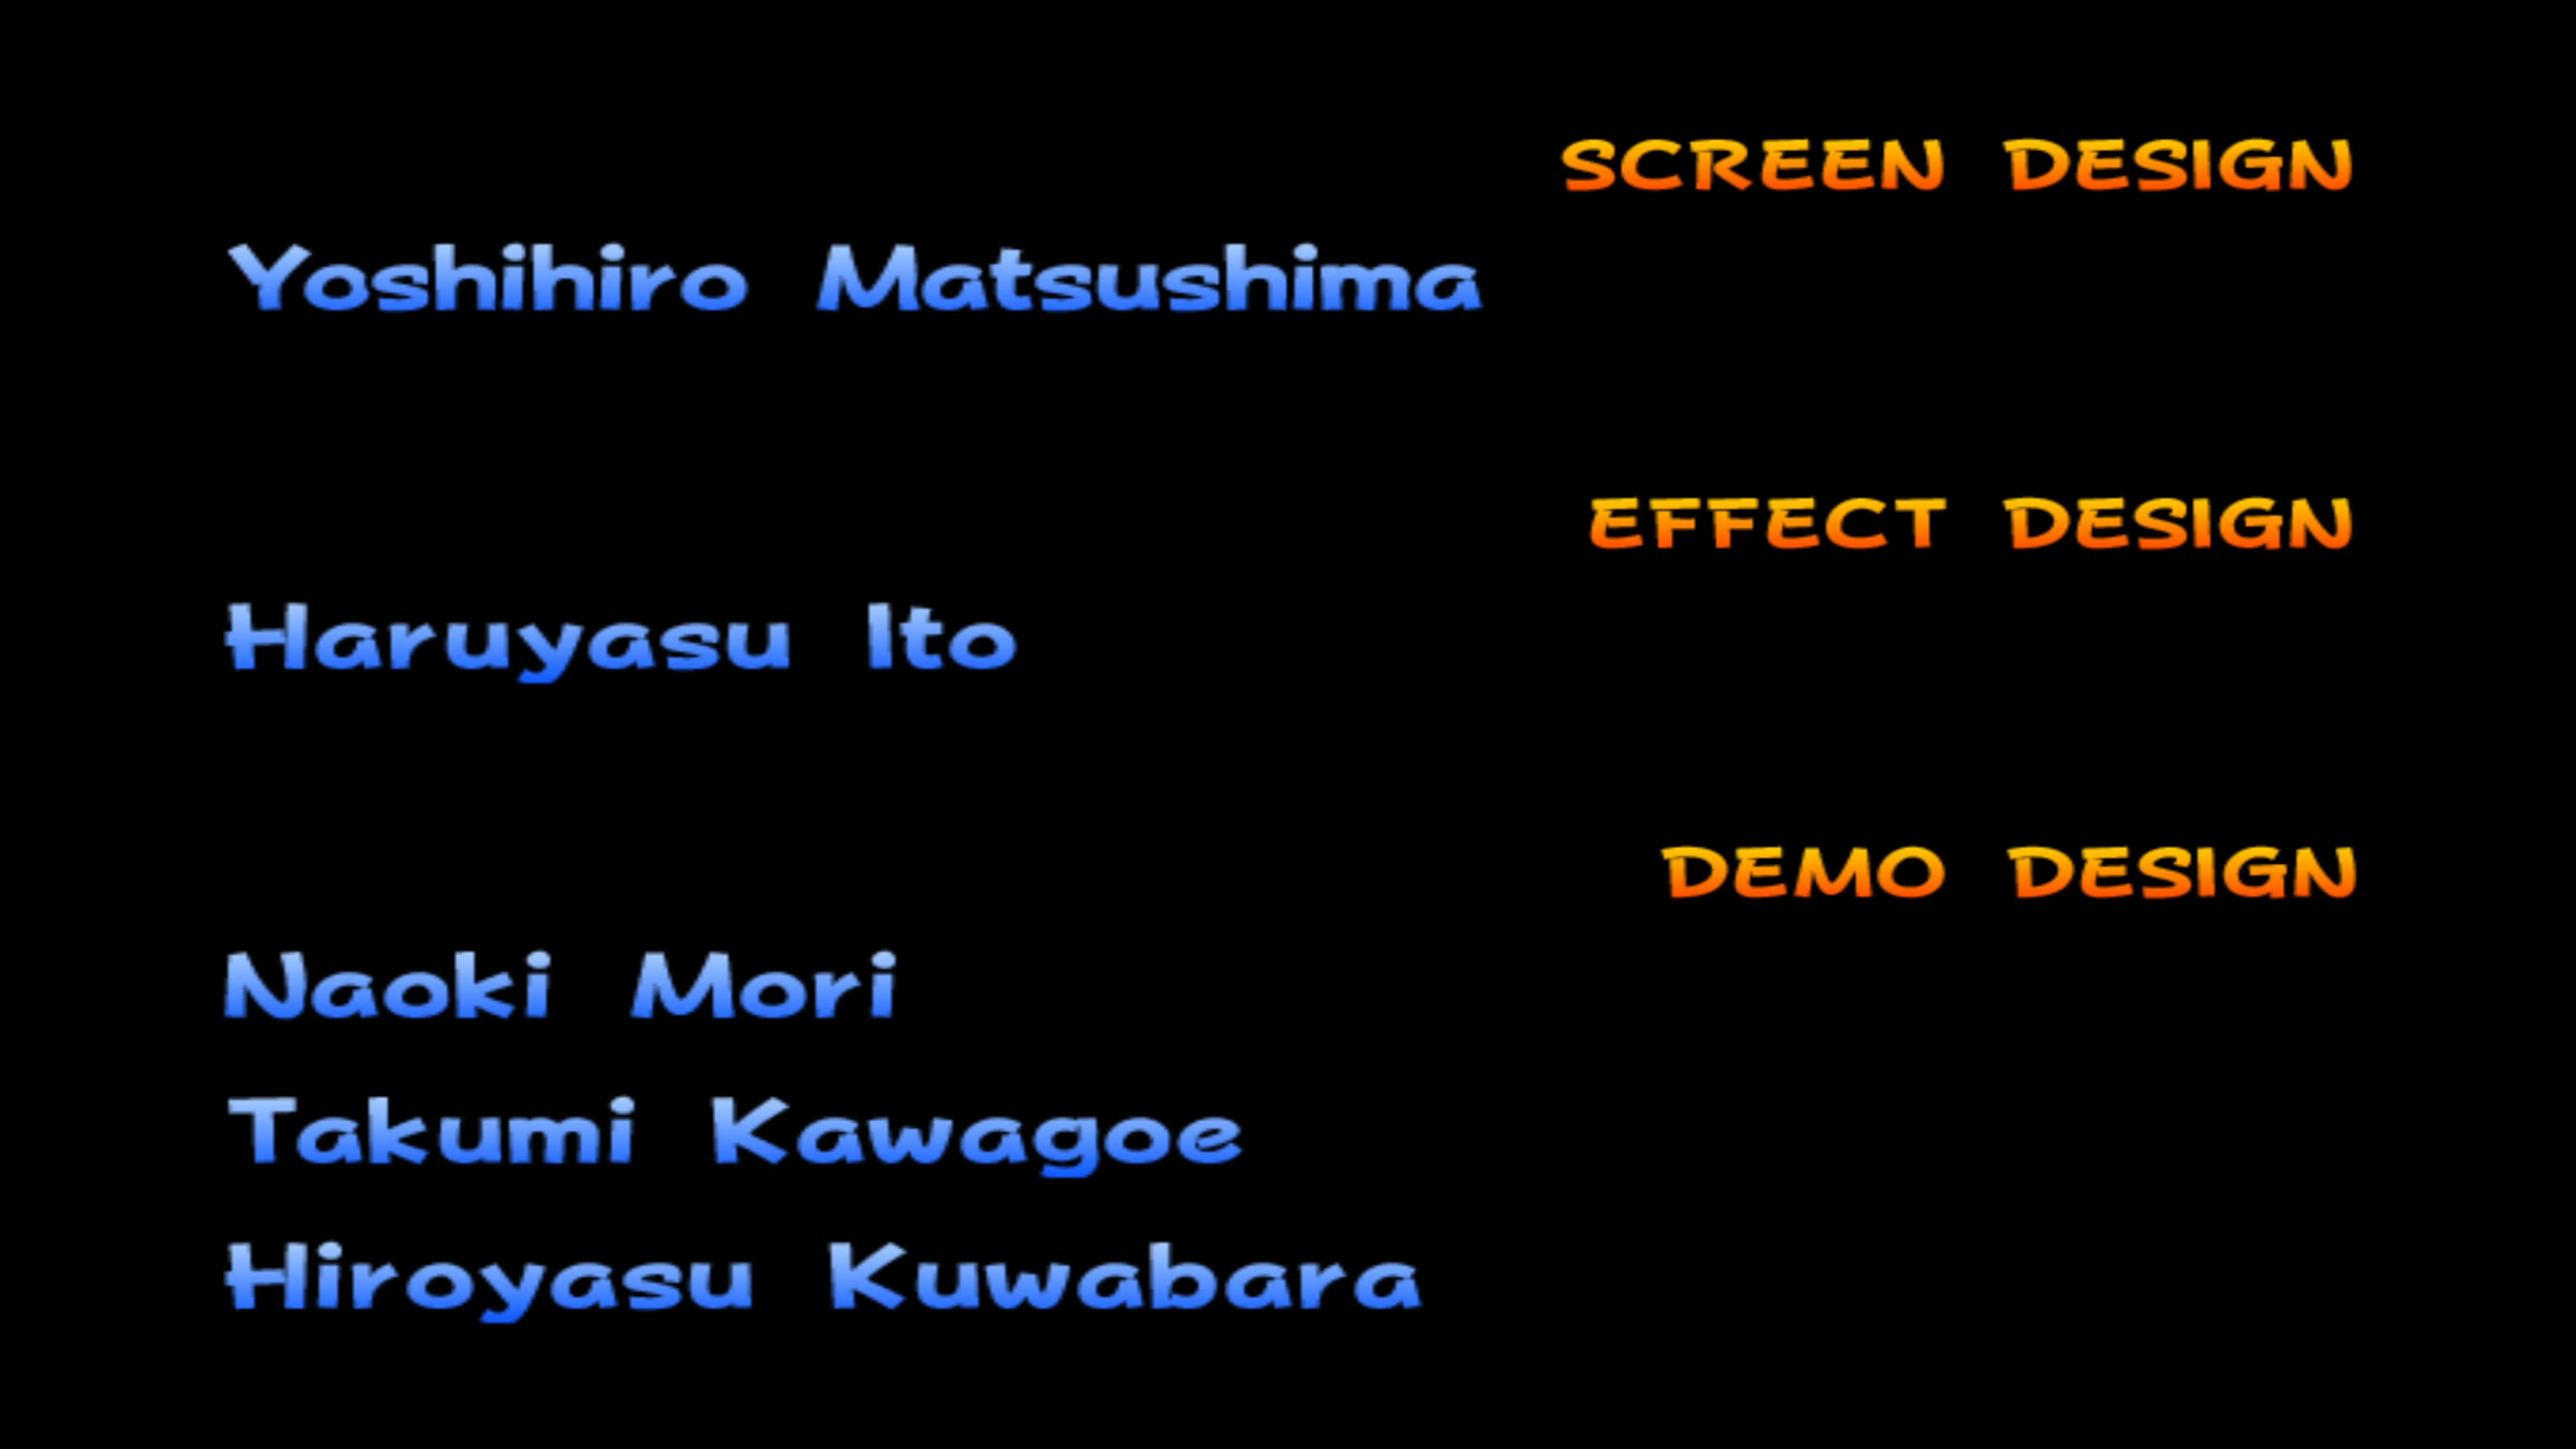 SCREEN DESIGN
Yoshihiro Matsushima
EFFECT DESIGN
Haruyasu Ito
DEMO DESIGN
Naoki Mori
Takumi Kawagoe
Hiroyasu Kuwabara